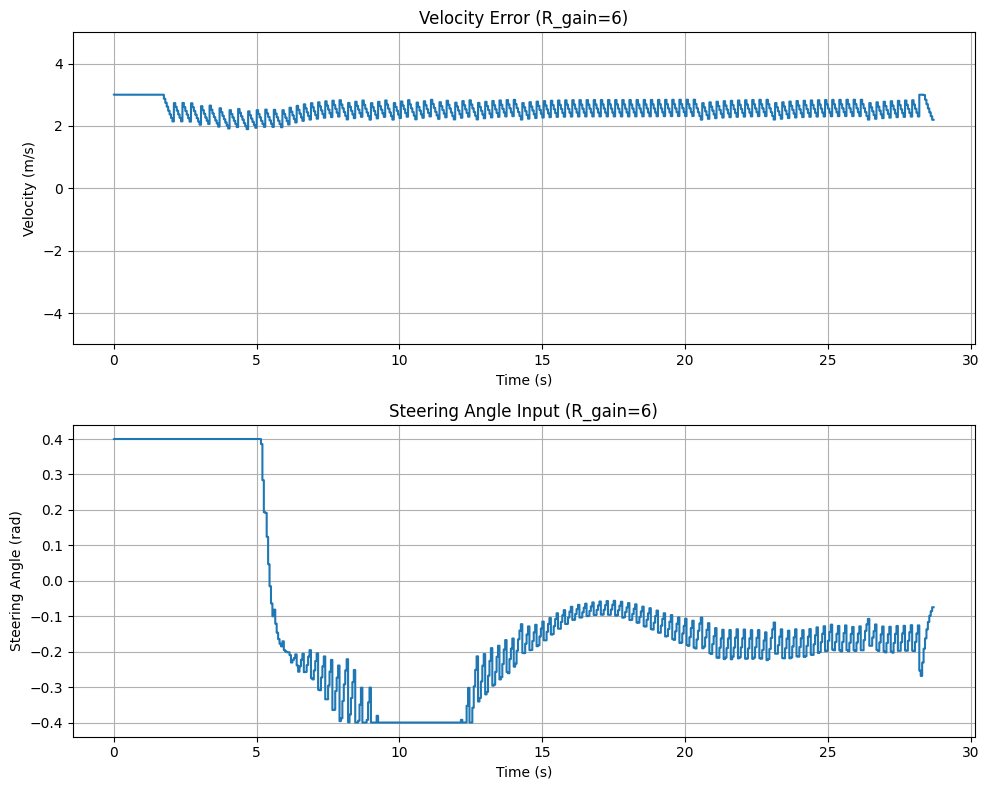 Velocity Error (R_gain=6)
Velocity (m/s)
4
2
0
−2
−4
0 5 10 15 20 25 30
Time (s)
Steering Angle Input (R_gain=6)
Steering Angle (rad)
0.4
0.3
0.2
0.1
0.0
−0.1
−0.2
−0.3
−0.4
0 5 10 15 20 25 30
Time (s)